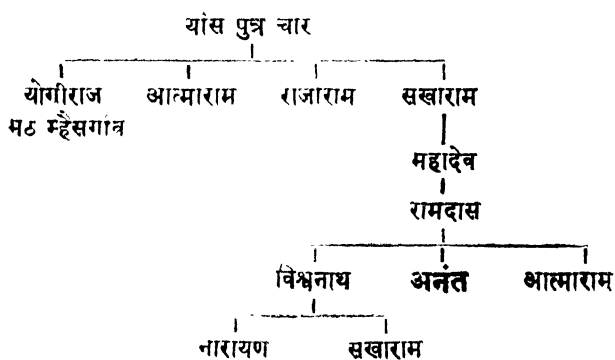 यांस पुत्र चार
योगीराज आत्माराम राजाराम सखाराम
मठ म्हैसगांव
महादेव
रामदास
विश्वनाथ अनंत आत्माराम
नारायण सखाराम